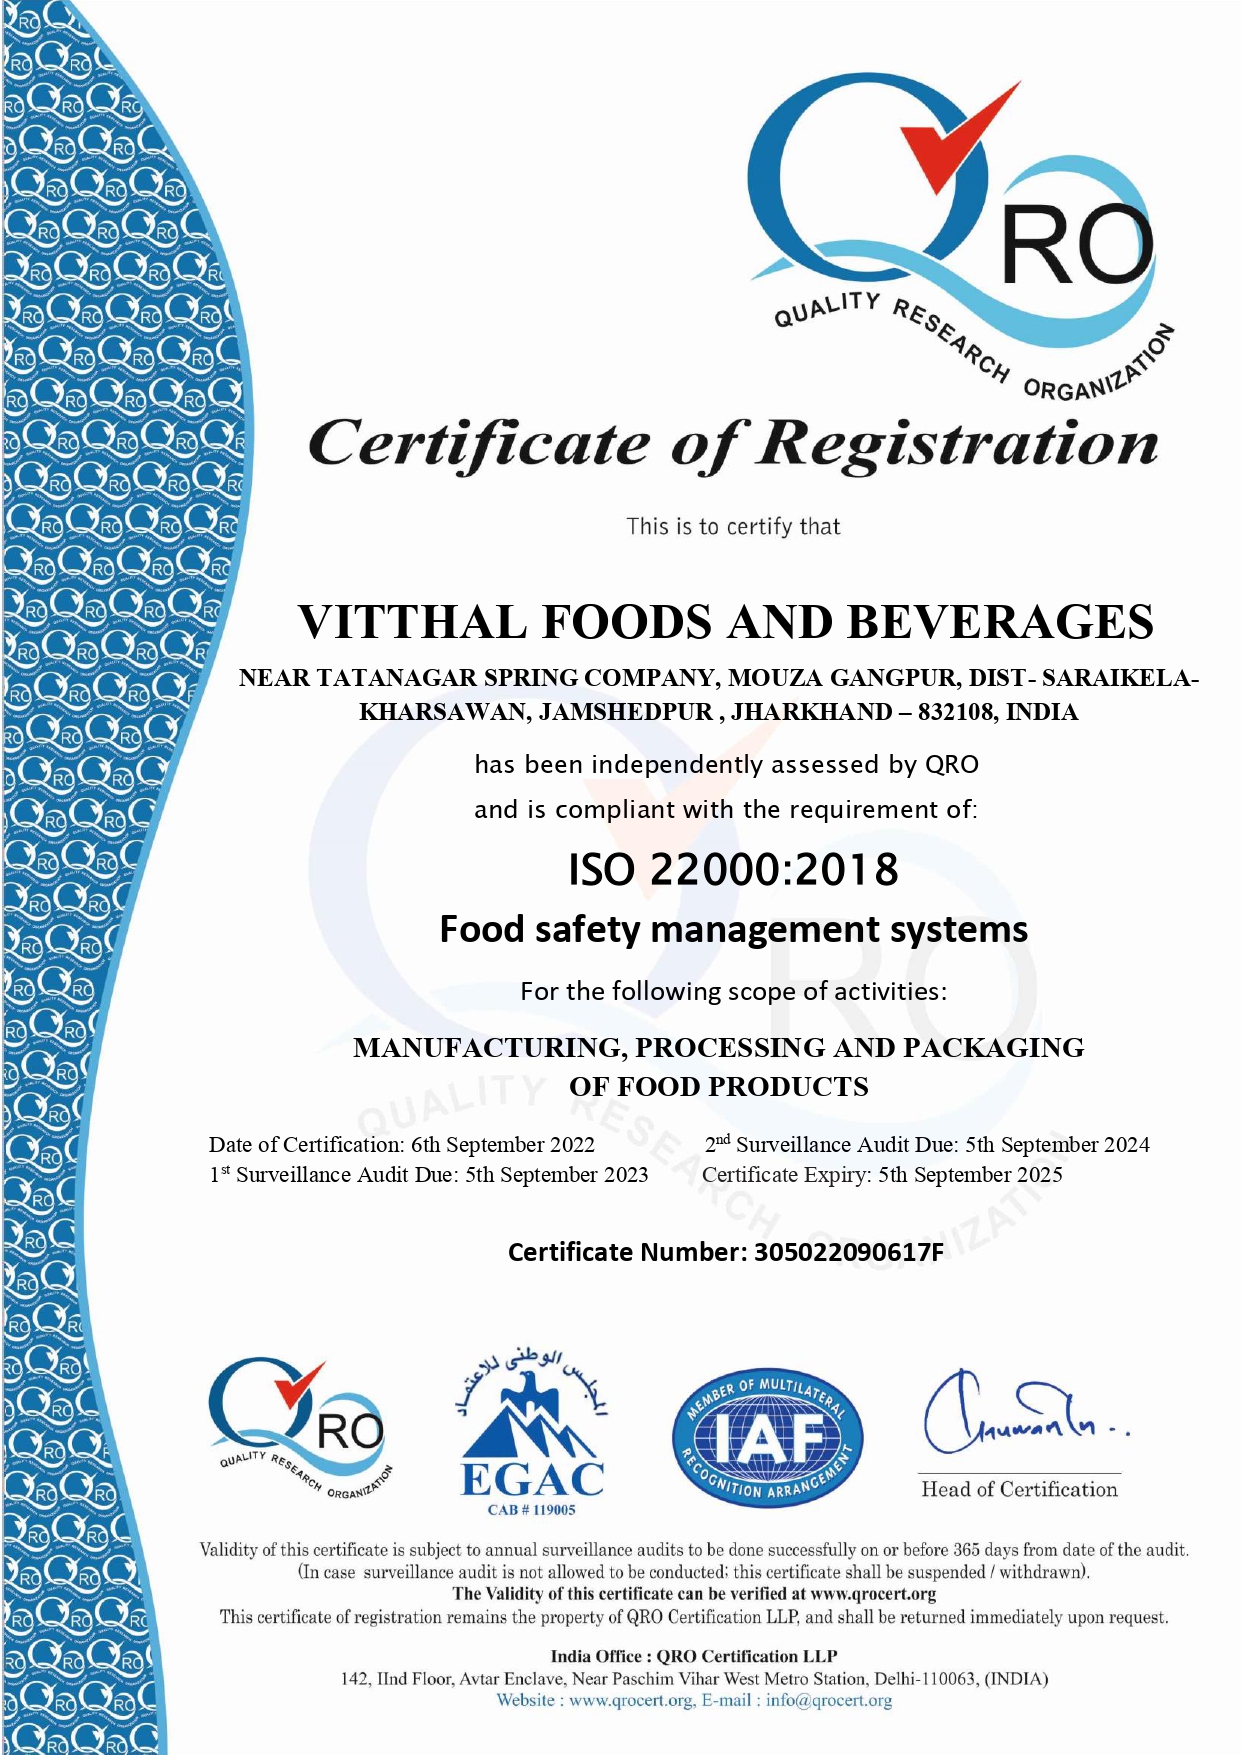 QRO
QUALITY RESEARCH ORGANIZATION
Certificate of Registration
This is to certify that
VITTHAL FOODS AND BEVERAGES
NEAR TATANAGAR SPRING COMPANY, MOUZA GANGPUR, DIST- SARAIKELA-
KHARSAWAN, JAMSHEDPUR , JHARKHAND – 832108, INDIA
has been independently assessed by QRO
and is compliant with the requirement of:
ISO 22000:2018
Food safety management systems
For the following scope of activities:
MANUFACTURING, PROCESSING AND PACKAGING
OF FOOD PRODUCTS
QUALITY RESEARCH ORGANIZATION
Date of Certification: 6th September 2022 2nd Surveillance Audit Due: 5th September 2024
1st Surveillance Audit Due: 5th September 2023 Certificate Expiry: 5th September 2025
Certificate Number: 305022090617F
QRO
QUALITY RESEARCH ORGANIZATION
المجلس الوطنى للاعتماد
EGAC
CAB # 119005
MEMBER OF MULTILATERAL
IAF
RECOGNITION ARRANGEMENT
Head of Certification
Validity of this certificate is subject to annual surveillance audits to be done successfully on or before 365 days from date of the audit.
(In case surveillance audit is not allowed to be conducted; this certificate shall be suspended / withdrawn).
The Validity of this certificate can be verified at www.qrocert.org
This certificate of registration remains the property of QRO Certification LLP, and shall be returned immediately upon request.
India Office : QRO Certification LLP
142, IInd Floor, Avtar Enclave, Near Paschim Vihar West Metro Station, Delhi-110063, (INDIA)
Website : www.qrocert.org, E-mail : info@qrocert.org